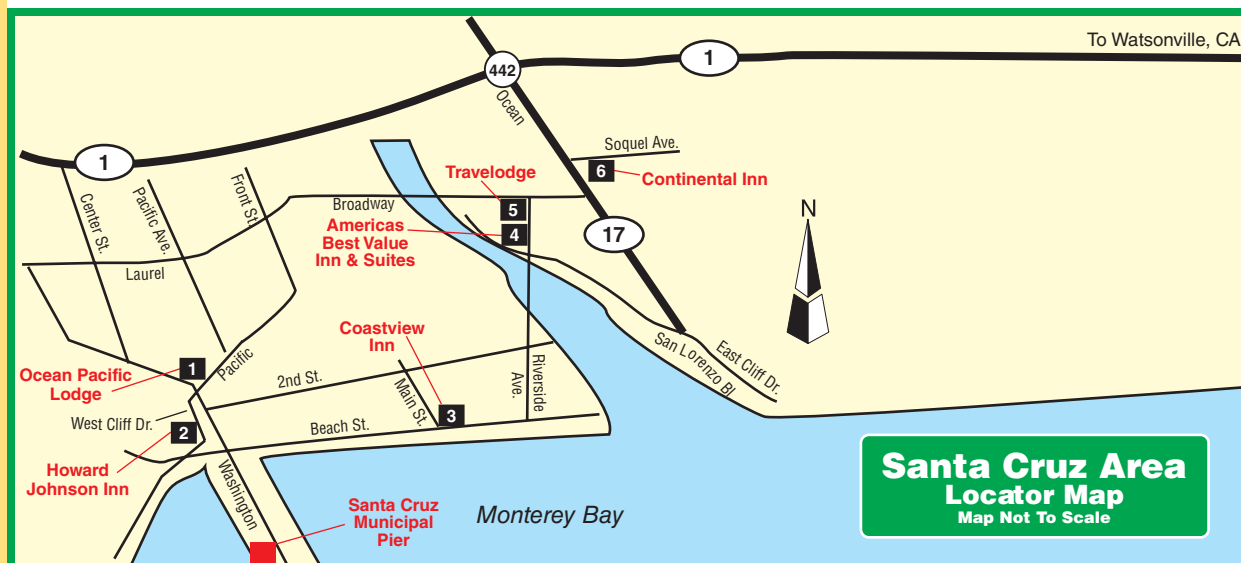 To Watsonville, CA
1
442
Ocean
Soquel Ave.
1
6
Continental Inn
Travelodge
5
Broadway
Americas
Best Value
Inn & Suites
4
17
N
Center St.
Pacific Ave.
Front St.
Laurel
Coastview
Inn
San Lorenzo Bl
East Cliff Dr.
1
Ocean Pacific
Lodge
Pacific
2nd St.
Main St.
Riverside
Ave.
3
West Cliff Dr.
2
Beach St.
Howard
Johnson Inn
Washington
Santa Cruz
Municipal
Pier
Monterey Bay
Santa Cruz Area
Locator Map
Map Not To Scale